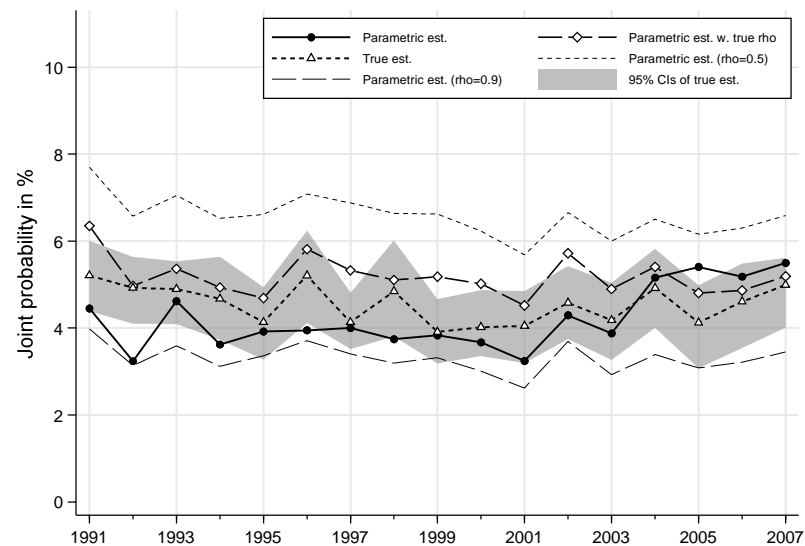 Parametric est.
Parametric est. w. true rho
True est.
Parametric est. (rho=0.5)
Parametric est. (rho=0.9)
95% CIs of true est.
Joint probability in %
10
8
6
4
2
0
1991 1993 1995 1997 1999 2001 2003 2005 2007